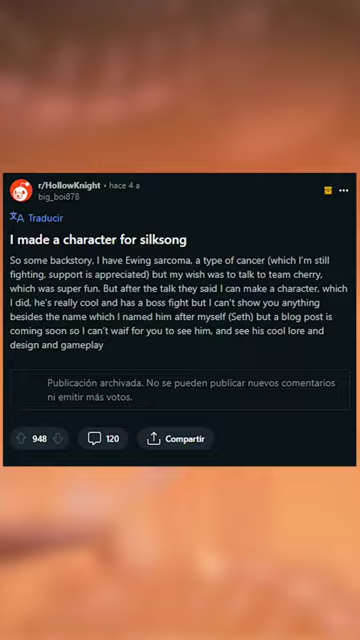 r/HollowKnight • hace 4 a
big_boi878
Traducir
I made a character for silksong
So some backstory, I have Ewing sarcoma, a type of cancer (which I'm still
fighting, support is appreciated) but my wish was to talk to team cherry,
which was super fun. But after the talk they said I can make a character, which
I did, he's really cool and has a boss fight but I can't show you anything
besides the name which I named him after myself (Seth) but a blog post is
coming soon so I can't waif for you to see him, and see his cool lore and
design and gameplay
Publicación archivada. No se pueden publicar nuevos comentarios
ni emitir más votos.
948 120 Compartir